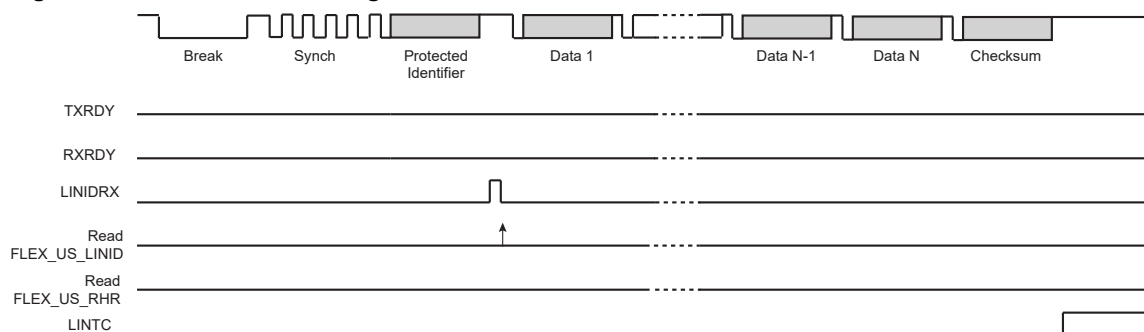 Break Synch Protected Identifier Data 1 Data N-1 Data N Checksum
TXRDY
RXRDY
LINIDRX
Read
FLEX_US_LINID
Read
FLEX_US_RHR
LINTC